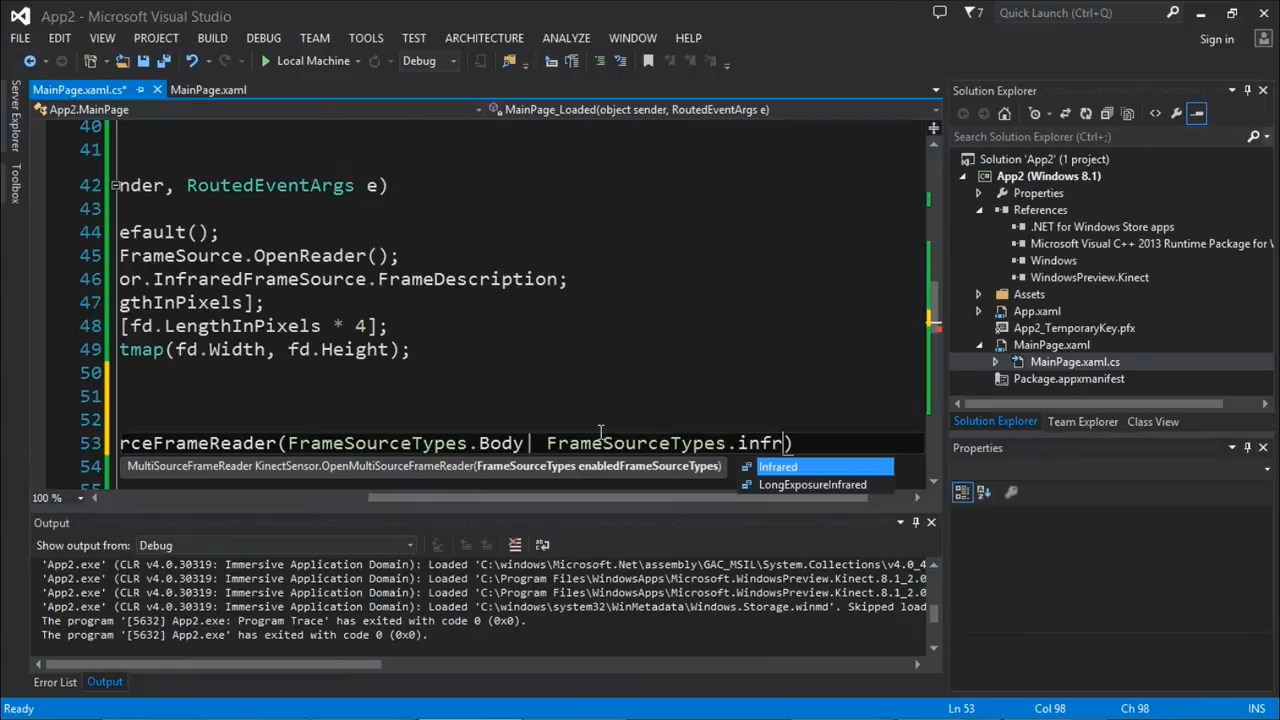 App2 - Microsoft Visual Studio
7
Quick Launch (Ctrl+Q)
FILE EDIT VIEW PROJECT BUILD DEBUG TEAM TOOLS TEST ARCHITECTURE ANALYZE WINDOW HELP
Sign in
Local Machine
Debug
Server Explorer
Toolbox
MainPage.xaml.cs*
MainPage.xaml
App2.MainPage
MainPage_Loaded(object sender, RoutedEventArgs e)
40
41
42 nder, RoutedEventArgs e)
43
44 efault();
45 FrameSource.OpenReader();
46 or.InfraredFrameSource.FrameDescription;
47 gthInPixels];
48 [fd.LengthInPixels * 4];
49 tmap(fd.Width, fd.Height);
50
51
52
53 rceFrameReader(FrameSourceTypes.Body| FrameSourceTypes.infr)
54 MultiSourceFrameReader KinectSensor.OpenMultiSourceFrameReader(FrameSourceTypes enabledFrameSourceTypes)
Infrared
LongExposureInfrared
55
100 %
Output
Show output from: Debug
'App2.exe' (CLR v4.0.30319: Immersive Application Domain): Loaded 'C:\windows\Microsoft.Net\assembly\GAC_MSIL\System.Collections\v4.0_4
'App2.exe' (CLR v4.0.30319: Immersive Application Domain): Loaded 'C:\Program Files\WindowsApps\Microsoft.WindowsPreview.Kinect.8.1_2.0
'App2.exe' (CLR v4.0.30319: Immersive Application Domain): Loaded 'C:\Program Files\WindowsApps\Microsoft.WindowsPreview.Kinect.8.1_2.0
'App2.exe' (CLR v4.0.30319: Immersive Application Domain): Loaded 'C:\windows\system32\WinMetadata\Windows.Storage.winmd'. Skipped load
The program '[5632] App2.exe: Program Trace' has exited with code 0 (0x0).
The program '[5632] App2.exe' has exited with code 0 (0x0).
Error List
Output
Solution Explorer
Search Solution Explorer (Ctrl+;)
Solution 'App2' (1 project)
App2 (Windows 8.1)
Properties
References
.NET for Windows Store apps
Microsoft Visual C++ 2013 Runtime Package for W
Windows
WindowsPreview.Kinect
Assets
App.xaml
App2_TemporaryKey.pfx
MainPage.xaml
MainPage.xaml.cs
Package.appxmanifest
Solution Explorer
Team Explorer
Class View
Properties
Ready
Ln 53
Col 98
Ch 98
INS